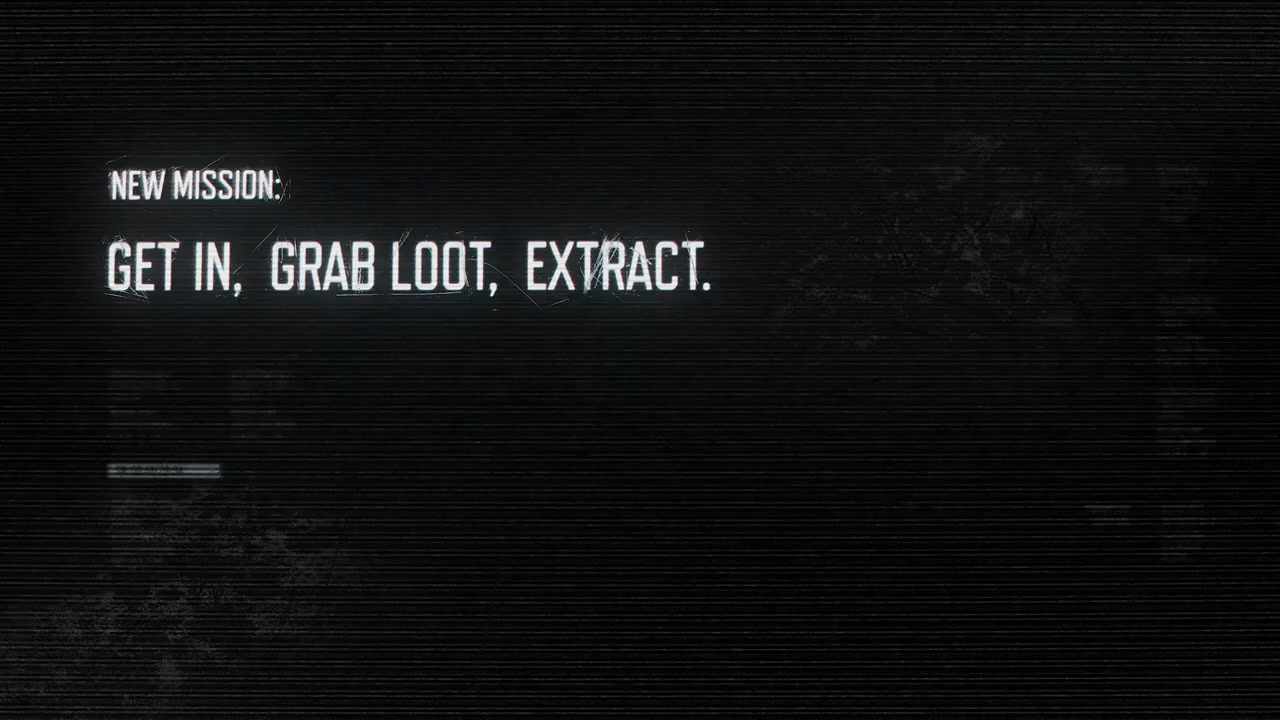 NEW MISSION:
GET IN, GRAB LOOT, EXTRACT.